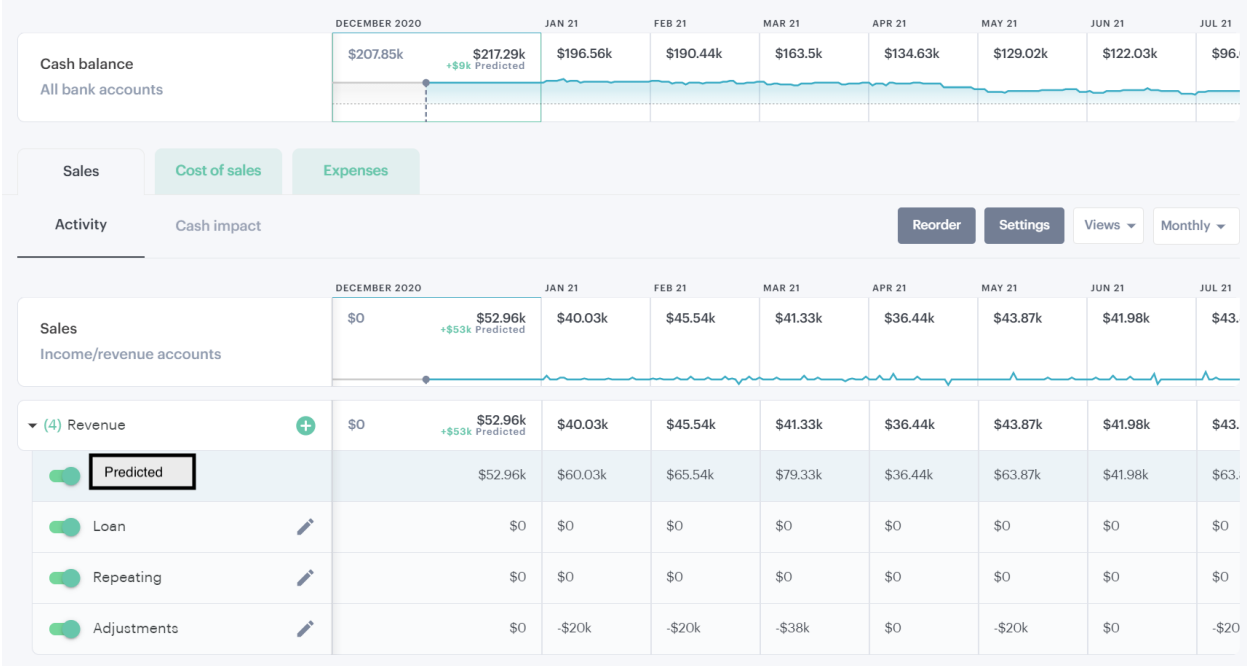 DECEMBER 2020 JAN 21 FEB 21 MAR 21 APR 21 MAY 21 JUN 21 JUL 21
Cash balance $207.85k $217.29k $196.56k $190.44k $163.5k $134.63k $129.02k $122.03k $96.
+$9k Predicted
All bank accounts
Sales Cost of sales Expenses
Activity Cash impact Reorder Settings Views Monthly
DECEMBER 2020 JAN 21 FEB 21 MAR 21 APR 21 MAY 21 JUN 21 JUL 21
Sales $0 $52.96k $40.03k $45.54k $41.33k $36.44k $43.87k $41.98k $43.
+$53k Predicted
Income/revenue accounts
(4) Revenue $0 $52.96k $40.03k $45.54k $41.33k $36.44k $43.87k $41.98k $43.
+$53k Predicted
Predicted $52.96k $60.03k $65.54k $79.33k $36.44k $63.87k $41.98k $63.
Loan $0 $0 $0 $0 $0 $0 $0 $0
Repeating $0 $0 $0 $0 $0 $0 $0 $0
Adjustments $0 -$20k -$20k -$38k $0 -$20k $0 -$20